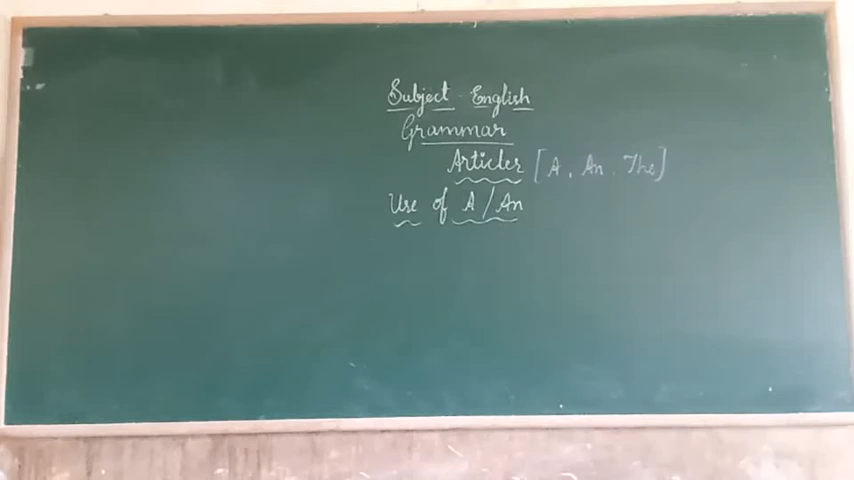 Subject - English
Grammar
Articles [A, An. The]
Use of A/An